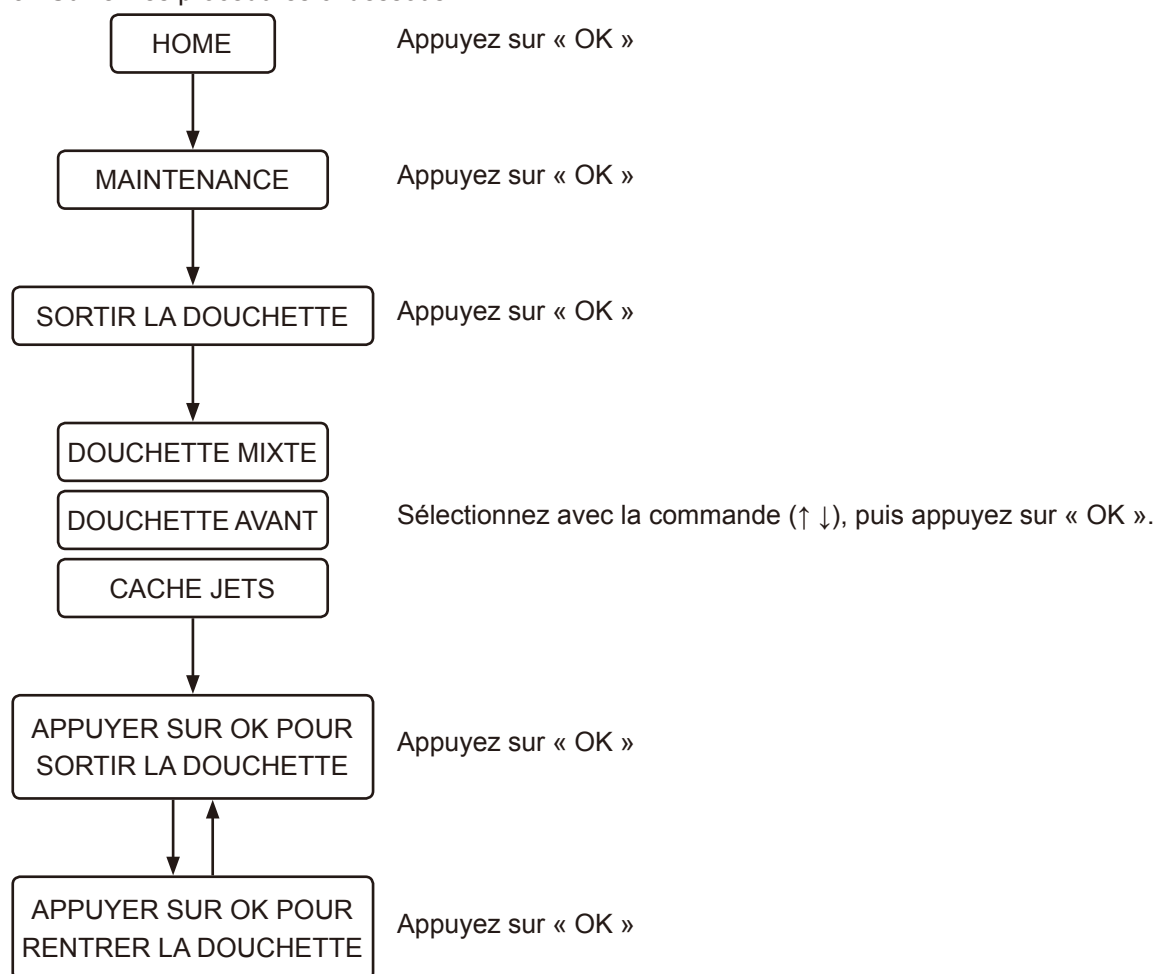 HOME
Appuyez sur « OK »
MAINTENANCE
Appuyez sur « OK »
SORTIR LA DOUCHETTE
Appuyez sur « OK »
DOUCHETTE MIXTE
DOUCHETTE AVANT
Sélectionnez avec la commande (↑ ↓), puis appuyez sur « OK ».
CACHE JETS
APPUYER SUR OK POUR
SORTIR LA DOUCHETTE
Appuyez sur « OK »
APPUYER SUR OK POUR
RENTRER LA DOUCHETTE
Appuyez sur « OK »